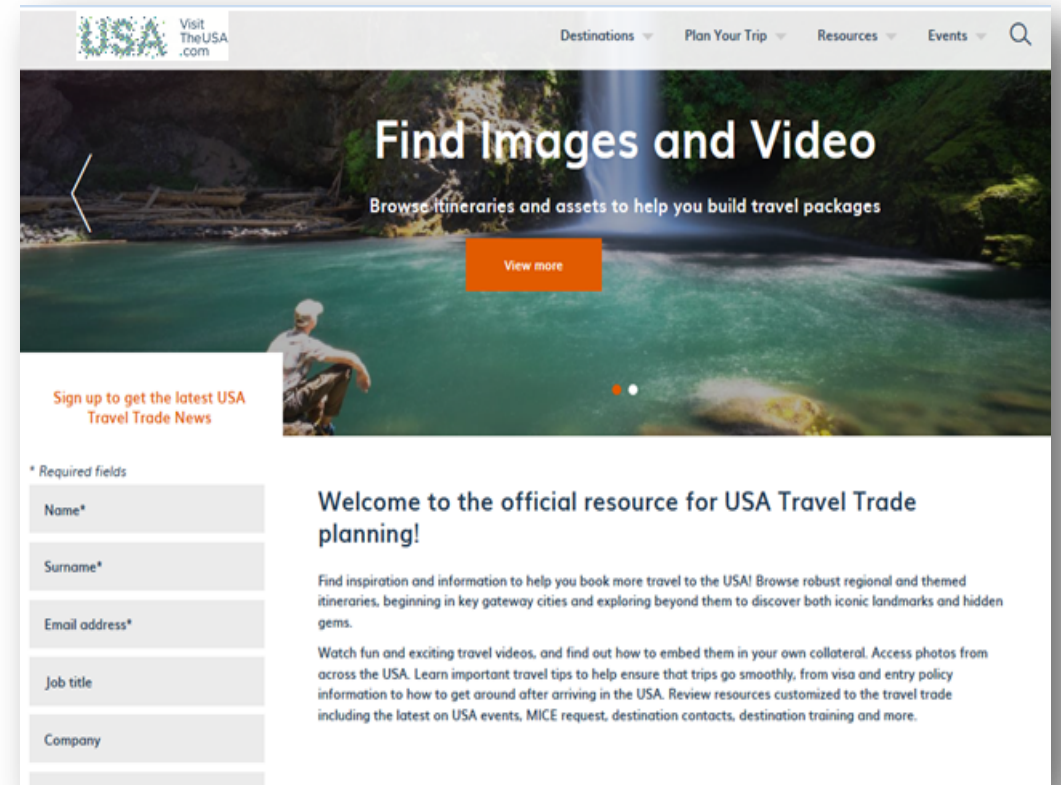 USA
Visit
TheUSA
.com
Destinations
Plan Your Trip
Resources
Events
Find Images and Video
Browse itineraries and assets to help you build travel packages
View more
Sign up to get the latest USA
Travel Trade News
* Required fields
Name*
Surname*
Email address*
Job title
Company
Welcome to the official resource for USA Travel Trade
planning!
Find inspiration and information to help you book more travel to the USA! Browse robust regional and themed
itineraries, beginning in key gateway cities and exploring beyond them to discover both iconic landmarks and hidden
gems.
Watch fun and exciting travel videos, and find out how to embed them in your own collateral. Access photos from
across the USA. Learn important travel tips to help ensure that trips go smoothly, from visa and entry policy
information to how to get around after arriving in the USA. Review resources customized to the travel trade
including the latest on USA events, MICE request, destination contacts, destination training and more.